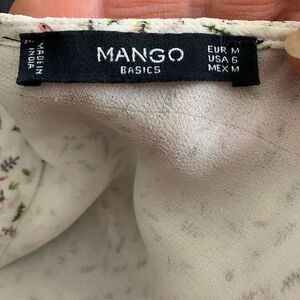 MADE IN
INDIA
MANGO
BASICS
EUR M
USA 6
MEX M